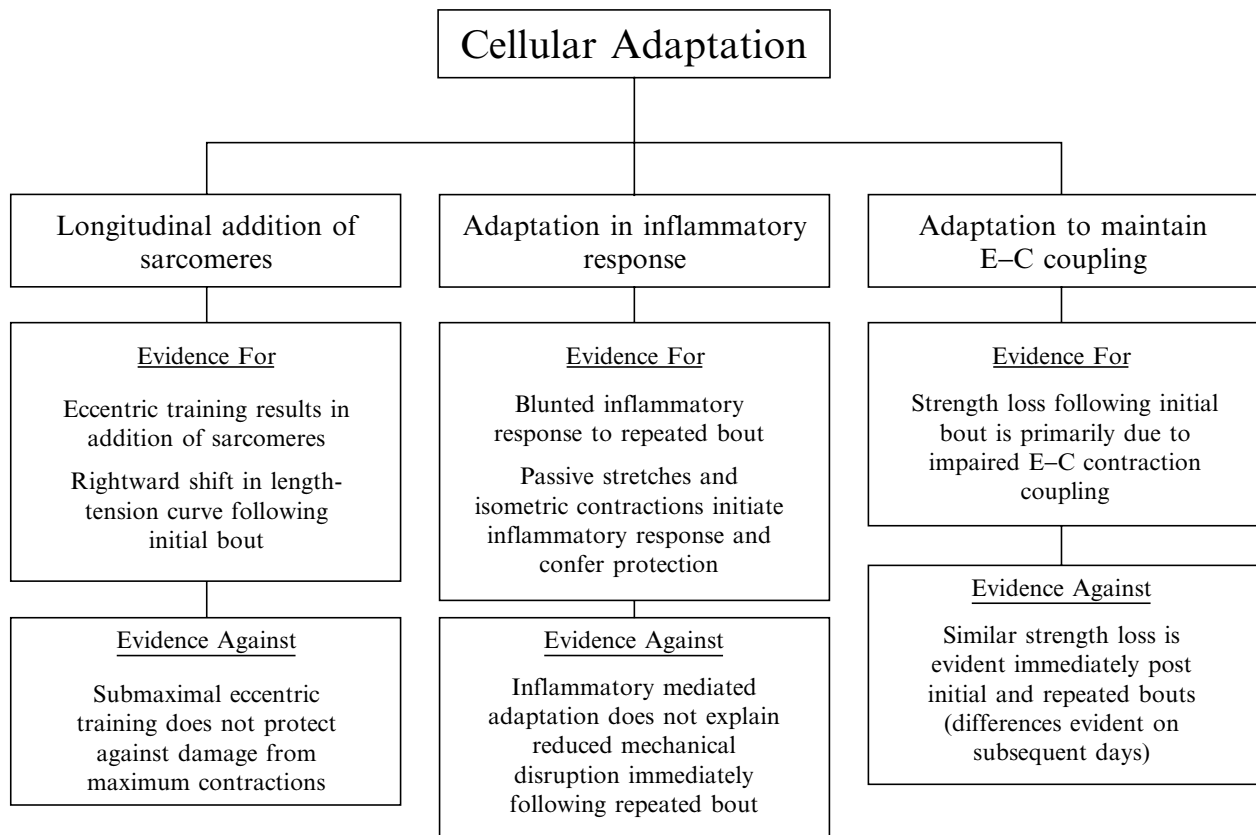 Cellular Adaptation
Longitudinal addition of
sarcomeres
Evidence For
Eccentric training results in
addition of sarcomeres
Rightward shift in length-
tension curve following
initial bout
Evidence Against
Submaximal eccentric
training does not protect
against damage from
maximum contractions
Adaptation in inflammatory
response
Evidence For
Blunted inflammatory
response to repeated bout
Passive stretches and
isometric contractions initiate
inflammatory response and
confer protection
Evidence Against
Inflammatory mediated
adaptation does not explain
reduced mechanical
disruption immediately
following repeated bout
Adaptation to maintain
E–C coupling
Evidence For
Strength loss following initial
bout is primarily due to
impaired E–C contraction
coupling
Evidence Against
Similar strength loss is
evident immediately post
initial and repeated bouts
(differences evident on
subsequent days)